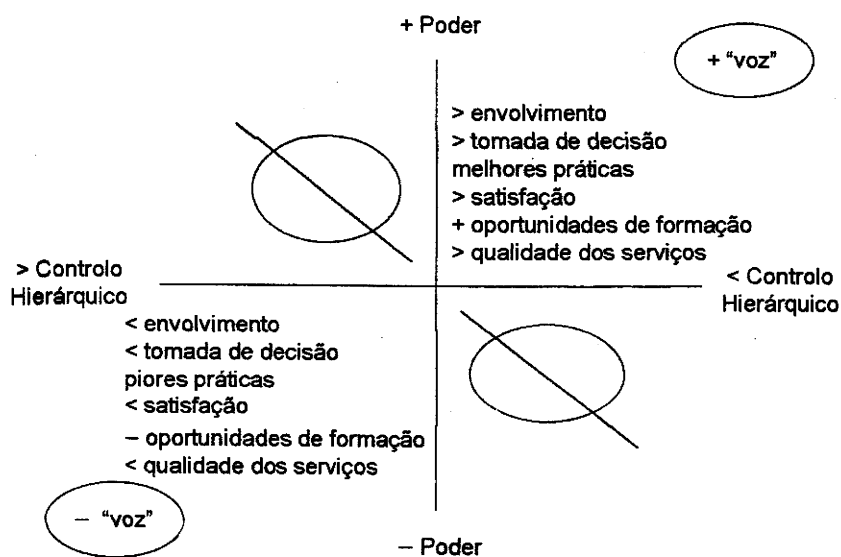 + Poder
+ "voz"
> envolvimento
> tomada de decisão
melhores práticas
> satisfação
+ oportunidades de formação
> qualidade dos serviços
> Controlo
Hierárquico
< Controlo
Hierárquico
< envolvimento
< tomada de decisão
piores práticas
< satisfação
– oportunidades de formação
< qualidade dos serviços
– "voz"
– Poder